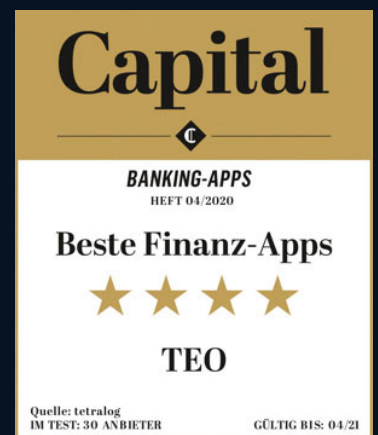 Capital
BANKING-APPS
HEFT 04/2020
Beste Finanz-Apps
TEO
Quelle: tetralog
IM TEST: 30 ANBIETER
GÜLTIG BIS: 04/21